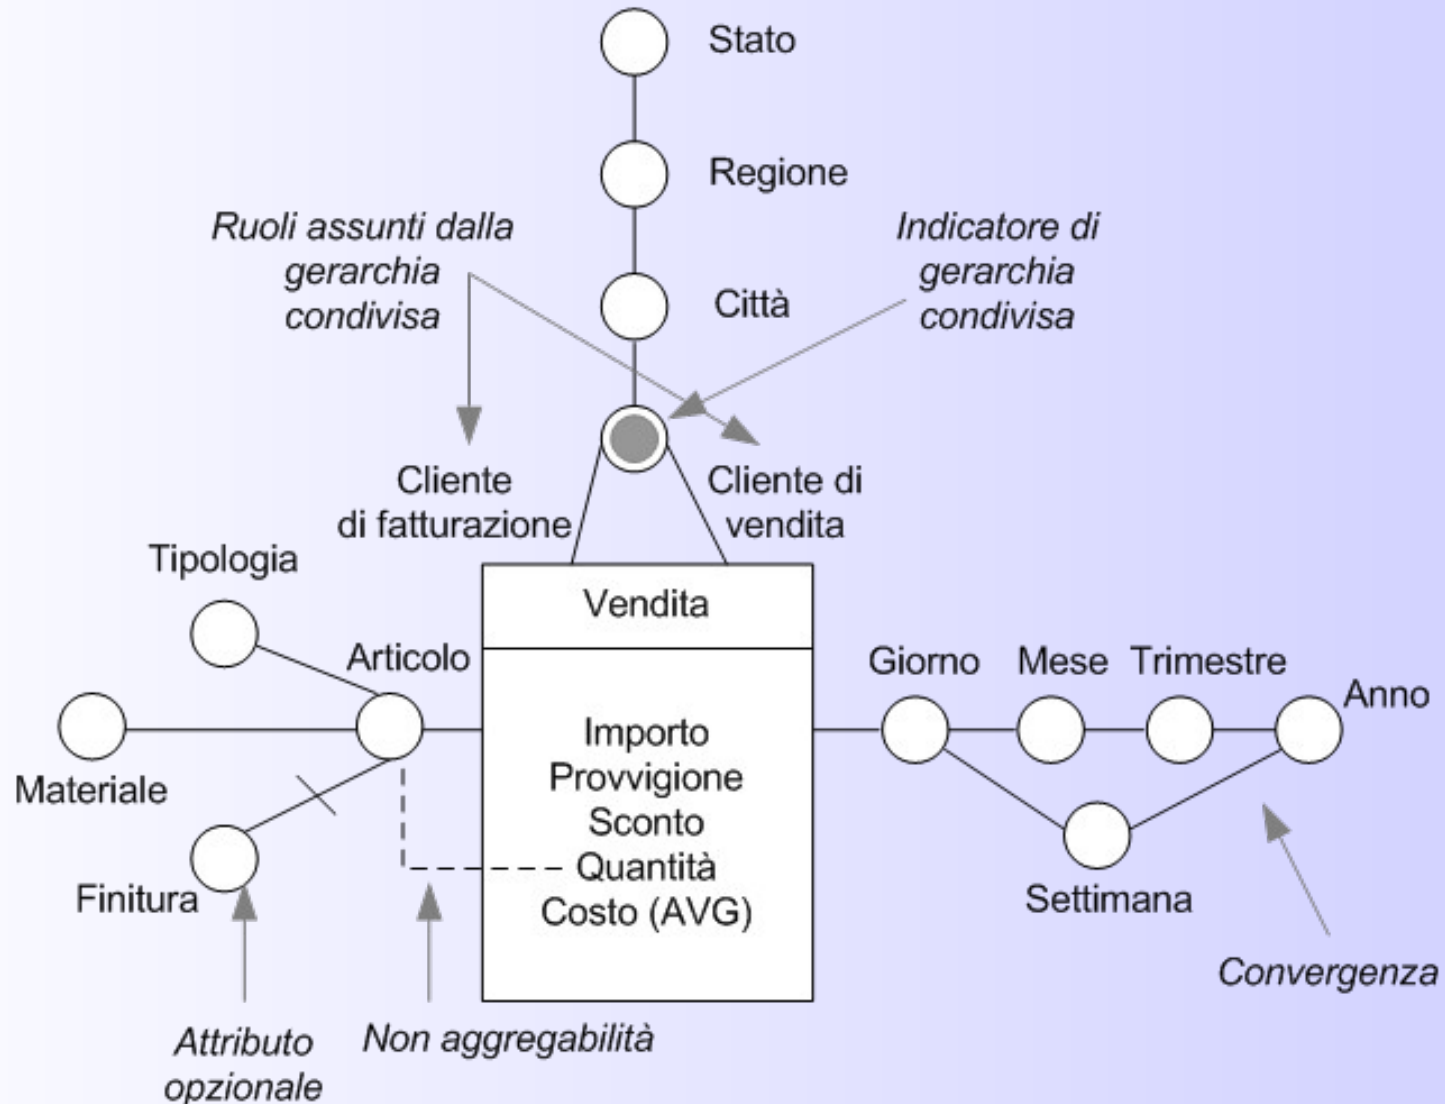 Stato
Regione
Ruoli assunti dalla
gerarchia
condivisa
Indicatore di
gerarchia
condivisa
Città
Cliente
di fatturazione
Cliente di
vendita
Tipologia
Articolo
Materiale
Finitura
Vendita
Importo
Provvigione
Sconto
Quantità
Costo (AVG)
Giorno
Mese
Trimestre
Anno
Settimana
Convergenza
Attributo
opzionale
Non aggregabilità